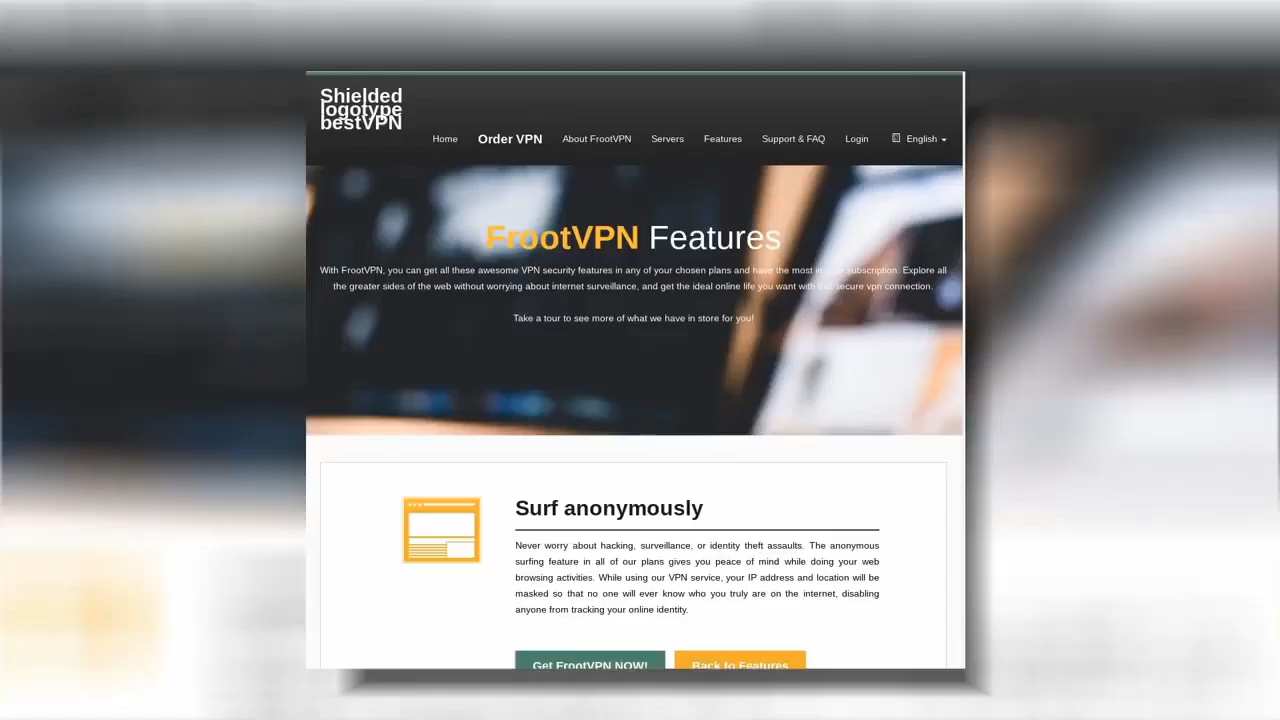 Shielded
logotype
bestVPN
Home Order VPN About FrootVPN Servers Features Support & FAQ Login English
FrootVPN Features
With FrootVPN, you can get all these awesome VPN security features in any of your chosen plans and have the most in subscription. Explore all
the greater sides of the web without worrying about internet surveillance, and get the ideal online life you want with this secure vpn connection.
Take a tour to see more of what we have in store for you!
Surf anonymously
Never worry about hacking, surveillance, or identity theft assaults. The anonymous
surfing feature in all of our plans gives you peace of mind while doing your web
browsing activities. While using our VPN service, your IP address and location will be
masked so that no one will ever know who you truly are on the internet, disabling
anyone from tracking your online identity.
Get FrootVPN NOW! Back to Features